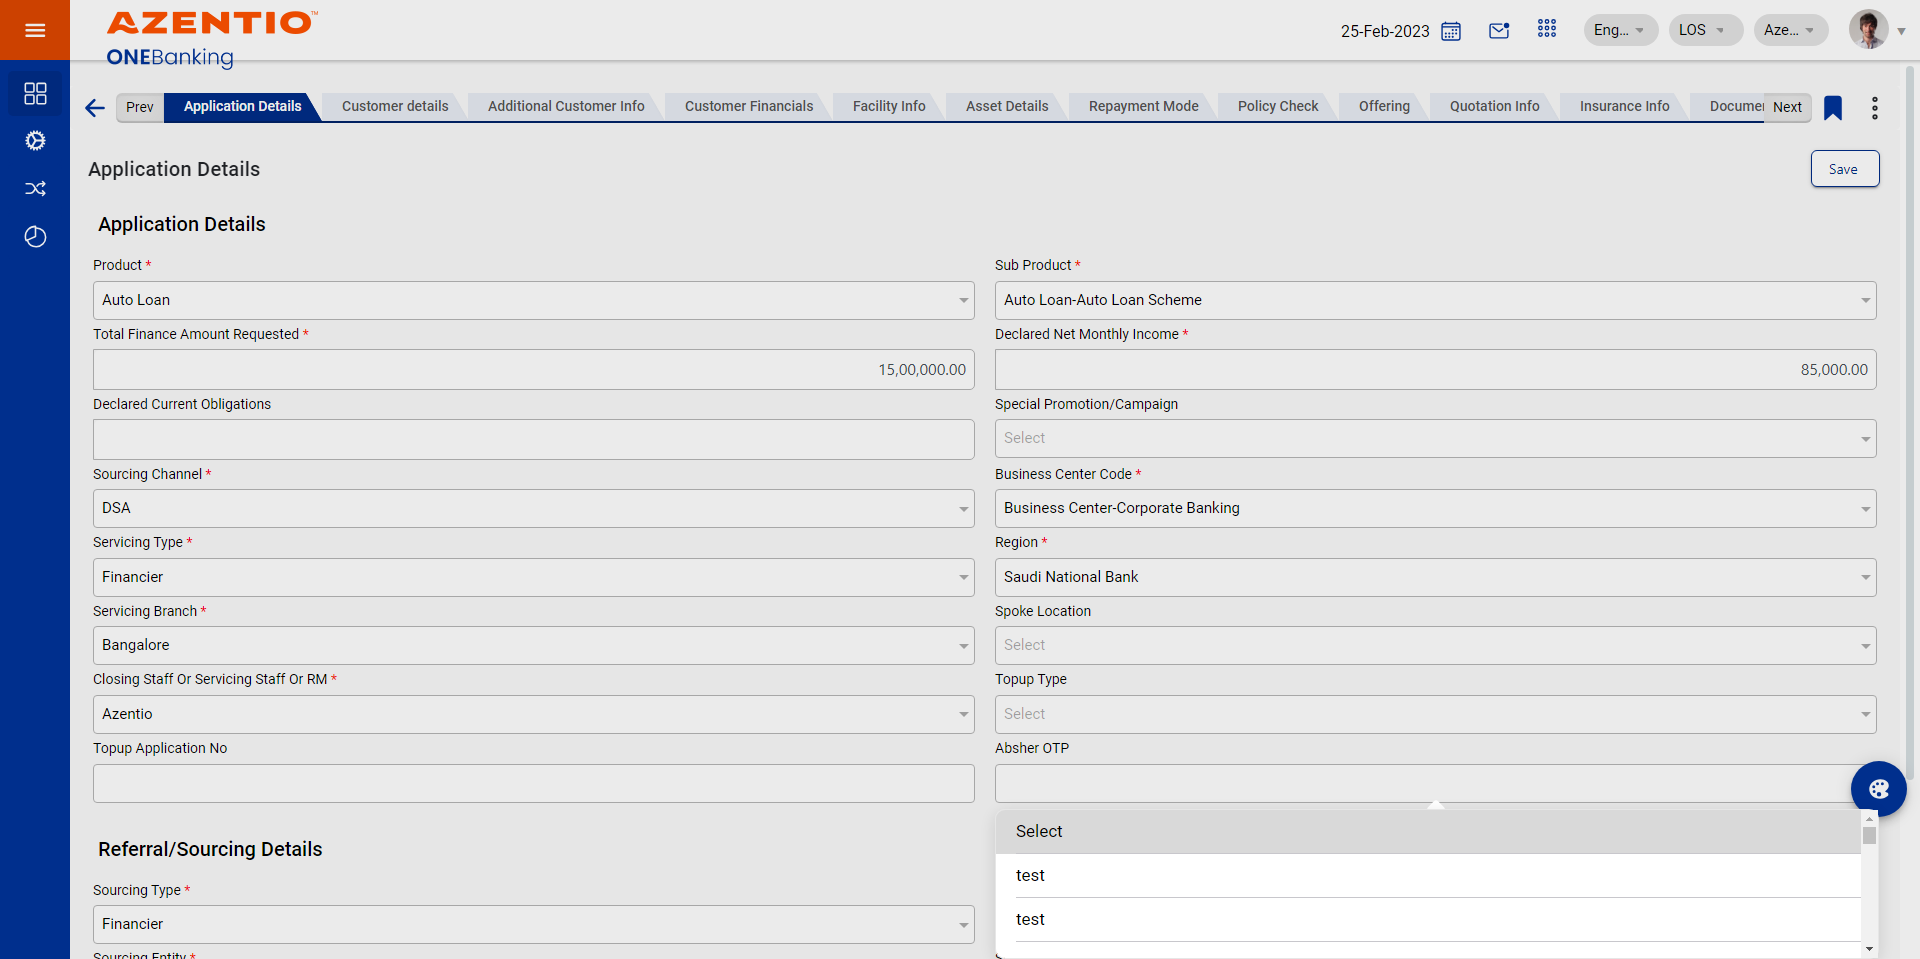 AZENTIO™
ONEBanking
25-Feb-2023
Eng...
LOS
Aze...
Prev
Application Details
Customer details
Additional Customer Info
Customer Financials
Facility Info
Asset Details
Repayment Mode
Policy Check
Offering
Quotation Info
Insurance Info
Documen
Next
Application Details
Save
Application Details
Product *
Sub Product *
Auto Loan
Auto Loan-Auto Loan Scheme
Total Finance Amount Requested *
Declared Net Monthly Income *
15,00,000.00
85,000.00
Declared Current Obligations
Special Promotion/Campaign
Select
Sourcing Channel *
Business Center Code *
DSA
Business Center-Corporate Banking
Servicing Type *
Region *
Financier
Saudi National Bank
Servicing Branch *
Spoke Location
Bangalore
Select
Closing Staff Or Servicing Staff Or RM *
Topup Type
Azentio
Select
Topup Application No
Absher OTP
Select
Referral/Sourcing Details
test
Sourcing Type *
test
Financier
Sourcing Entity *